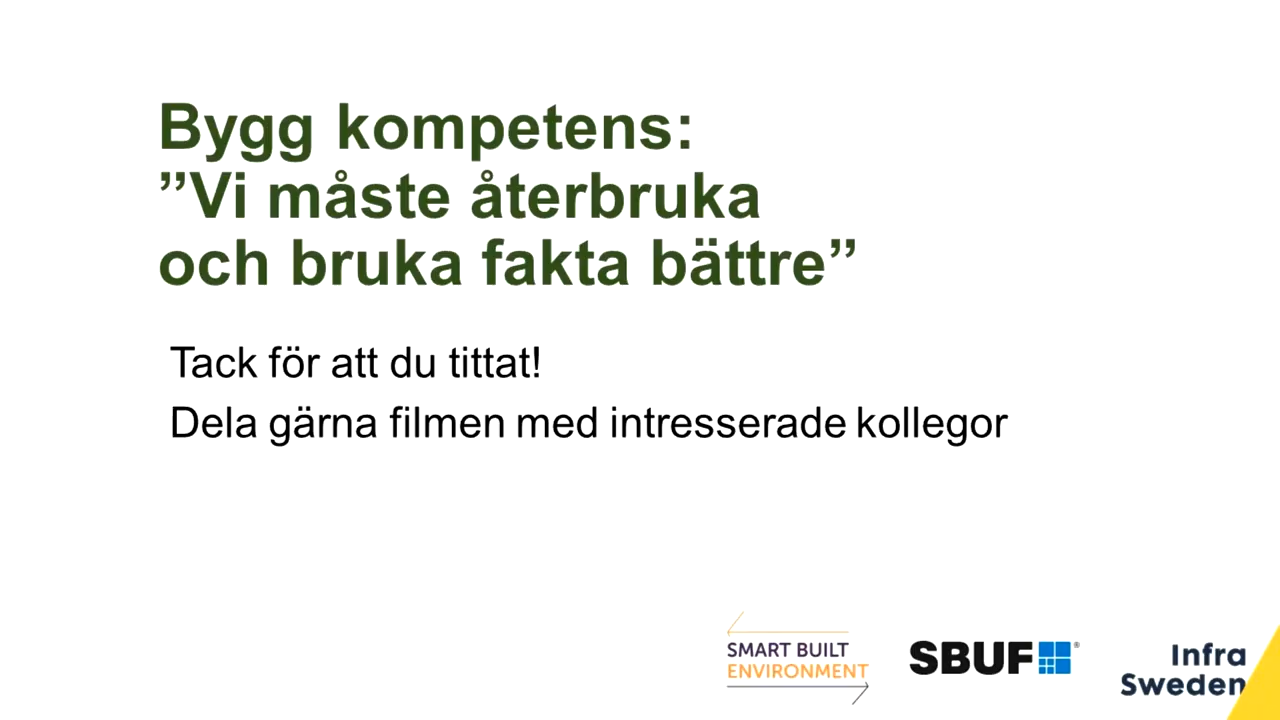 Bygg kompetens:
”Vi måste återbruka
och bruka fakta bättre”
Tack för att du tittat!
Dela gärna filmen med intresserade kollegor
SMART BUILT
ENVIRONMENT
SBUF®
Infra
Sweden